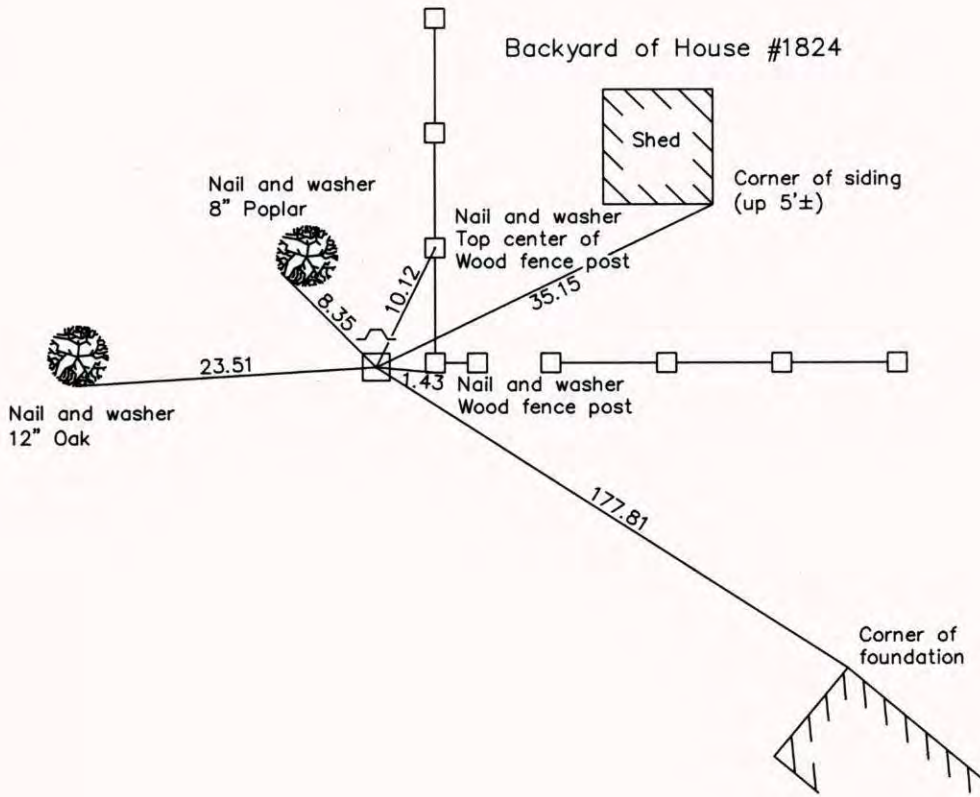 Backyard of House #1824
Shed
Nail and washer
8" Poplar
Corner of siding
(up 5'±)
Nail and washer
Top center of
Wood fence post
10.12
35.15
8.35
23.51
1.43
Nail and washer
Wood fence post
Nail and washer
12" Oak
177.81
Corner of
foundation